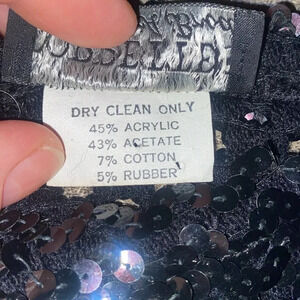 DRY CLEAN ONLY
45% ACRYLIC
43% ACETATE
7% COTTON
5% RUBBER